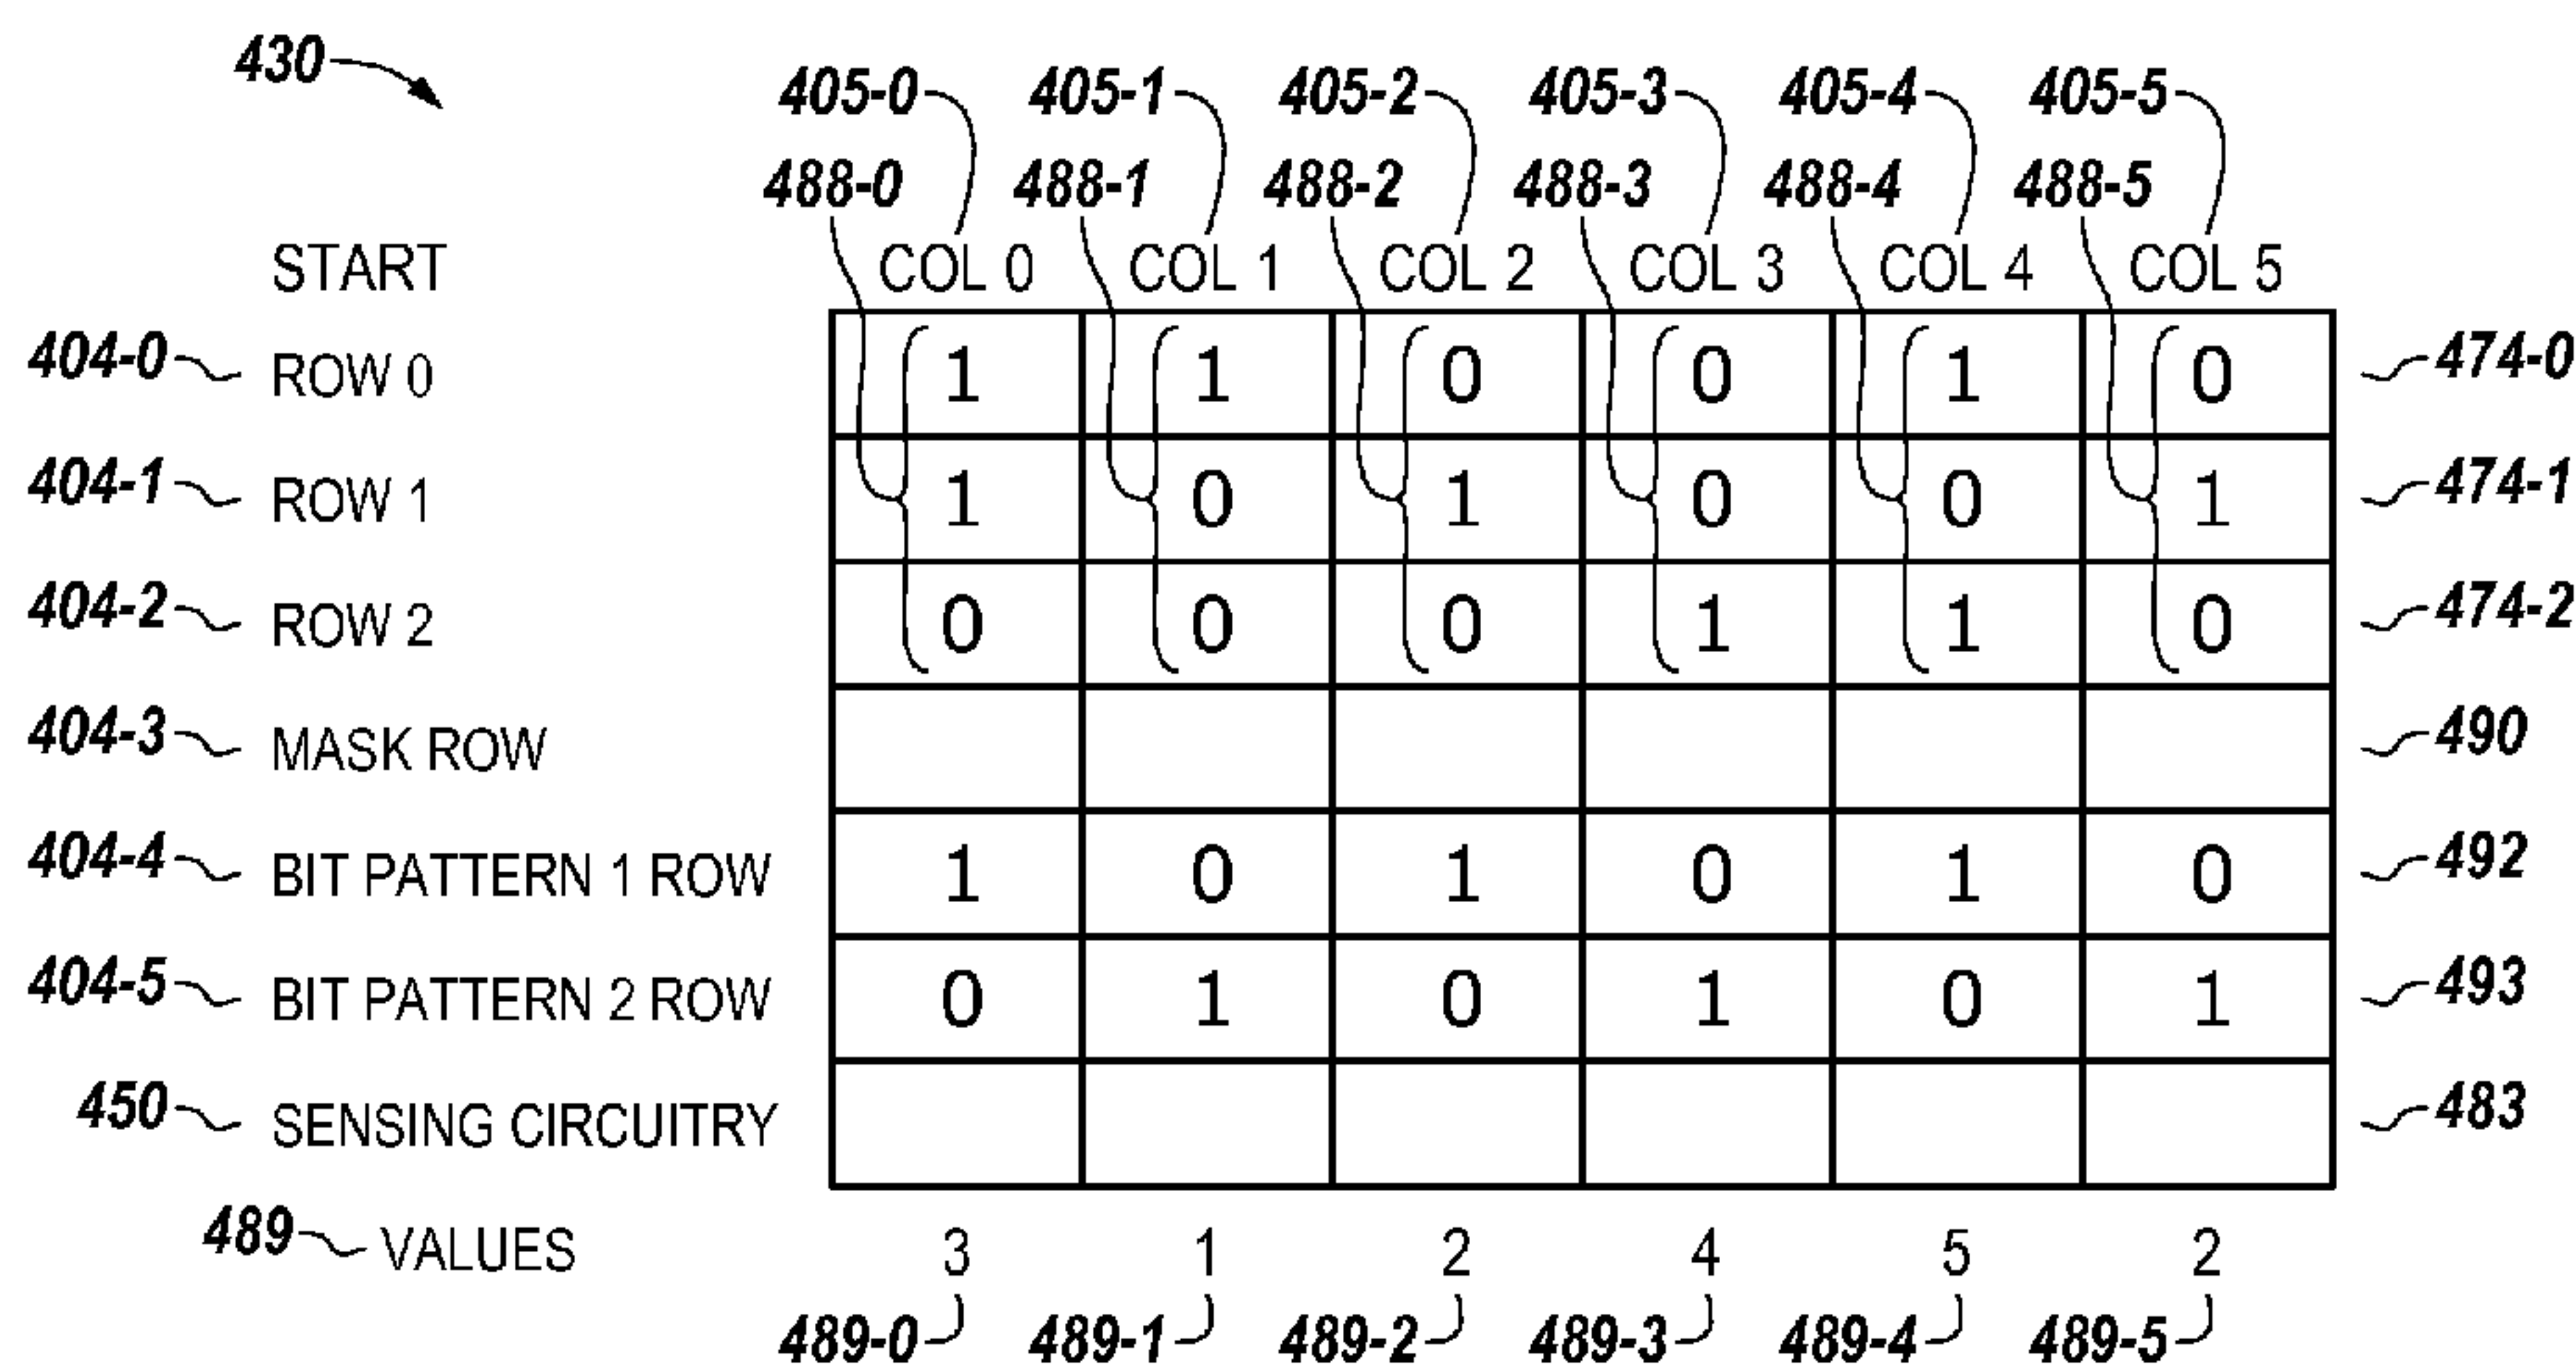 430
405-0 405-1 405-2 405-3 405-4 405-5
488-0 488-1 488-2 488-3 488-4 488-5
START COL 0 COL 1 COL 2 COL 3 COL 4 COL 5
404-0 ROW 0 1 1 0 0 1 0 474-0
404-1 ROW 1 1 0 1 0 0 1 474-1
404-2 ROW 2 0 0 0 1 1 0 474-2
404-3 MASK ROW 490
404-4 BIT PATTERN 1 ROW 1 0 1 0 1 0 492
404-5 BIT PATTERN 2 ROW 0 1 0 1 0 1 493
450 SENSING CIRCUITRY 483
489 VALUES 3 1 2 4 5 2
489-0 489-1 489-2 489-3 489-4 489-5